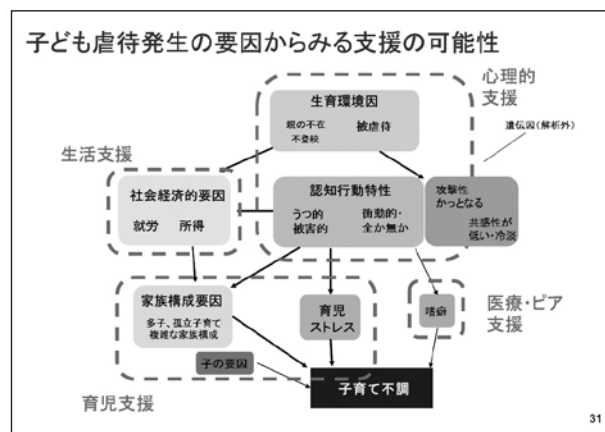 子ども虐待発生の要因からみる支援の可能性
心理的
支援
生育環境因
親の不在
不登校
被虐待
遺伝因(解析外)
生活支援
社会経済的要因
就労 所得
認知行動特性
うつ的
被害的
衝動的・
全か無か
攻撃性
かっとなる
共感性が
低い・冷淡
家族構成要因
多子、孤立子育て
複雑な家族構成
育児
ストレス
嗜癖
医療・ピア
支援
子の要因
子育て不調
育児支援
31